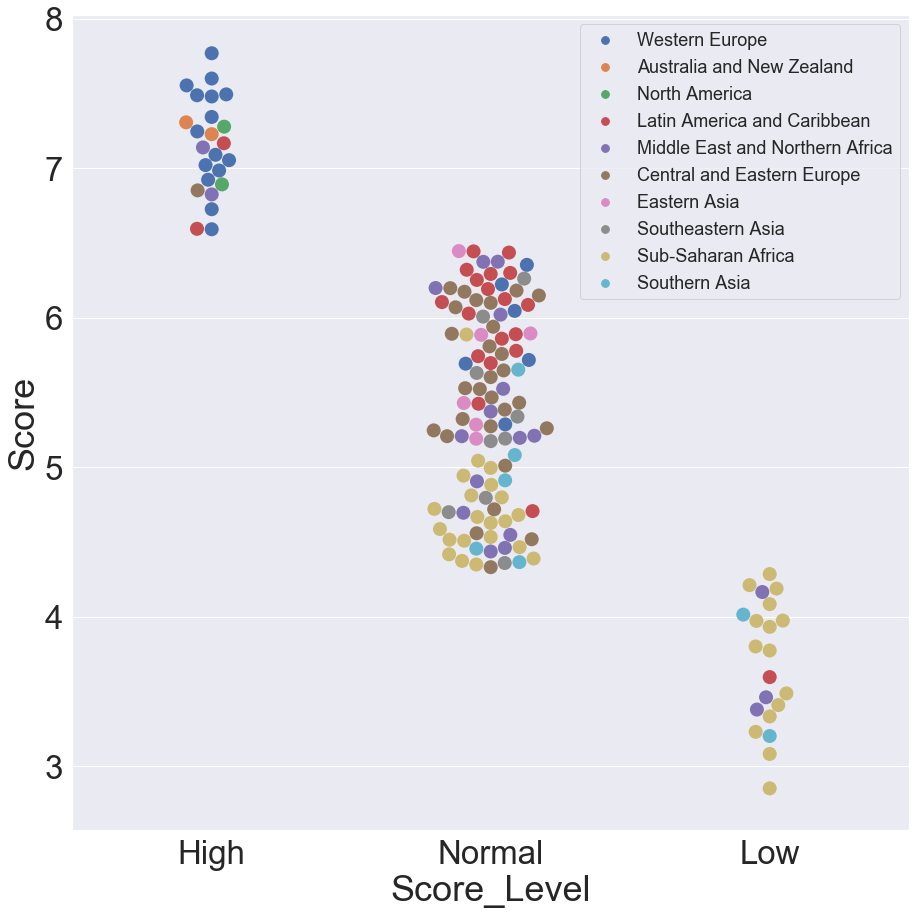 8
7
6
5
4
3
Score
High
Normal
Low
Score_Level
Western Europe
Australia and New Zealand
North America
Latin America and Caribbean
Middle East and Northern Africa
Central and Eastern Europe
Eastern Asia
Southeastern Asia
Sub-Saharan Africa
Southern Asia